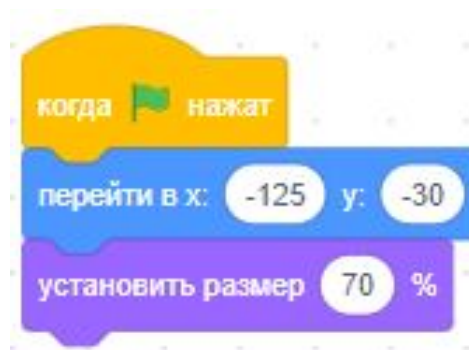 когда нажат
перейти в x: -125 y: -30
установить размер 70 %